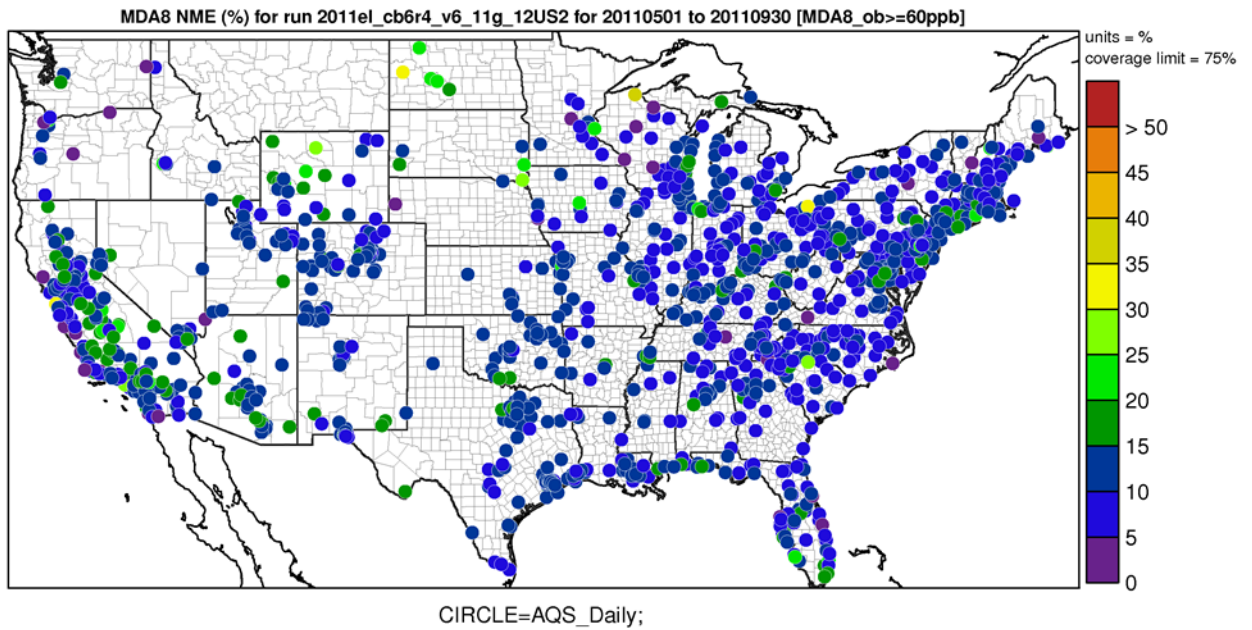 MDA8 NME (%) for run 2011el_cb6r4_v6_11g_12US2 for 20110501 to 20110930 [MDA8_ob>=60ppb]
units = %
coverage limit = 75%
> 50
45
40
35
30
25
20
15
10
5
0
CIRCLE=AQS_Daily;